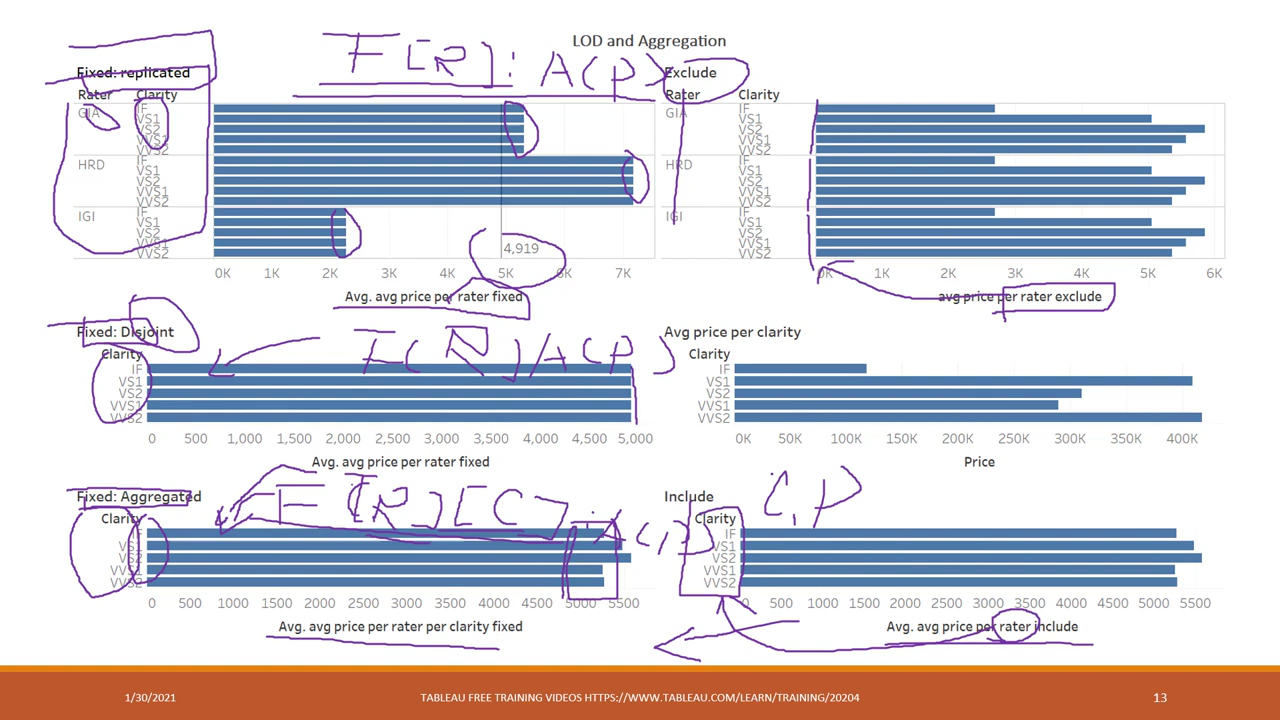 LOD and Aggregation
Fixed: replicated
F[R]: A(P)
Rater Clarity
GIA IF
VS1
VS2
VVS1
VVS2
HRD IF
VS1
VS2
VVS1
VVS2
IGI IF
VS1
VS2
VVS1
VVS2
4,919
0K 1K 2K 3K 4K 5K 6K 7K
Avg. avg price per rater fixed
Exclude
Rater Clarity
GIA IF
VS1
VS2
VVS1
VVS2
HRD IF
VS1
VS2
VVS1
VVS2
IGI IF
VS1
VS2
VVS1
VVS2
0K 1K 2K 3K 4K 5K 6K
avg price per rater exclude
Fixed: Disjoint
Clarity
IF
VS1
VS2
VVS1
VVS2
0 500 1,000 1,500 2,000 2,500 3,000 3,500 4,000 4,500 5,000
Avg. avg price per rater fixed
Avg price per clarity
Clarity
IF
VS1
VS2
VVS1
VVS2
0K 50K 100K 150K 200K 250K 300K 350K 400K
Price
Fixed: Aggregated
F[R][C]
Clarity
IF
VS1
VS2
VVS1
VVS2
0 500 1000 1500 2000 2500 3000 3500 4000 4500 5000 5500
Avg. avg price per rater per clarity fixed
Include
Clarity
IF
VS1
VS2
VVS1
VVS2
0 500 1000 1500 2000 2500 3000 3500 4000 4500 5000 5500
Avg. avg price per rater include
1/30/2021
TABLEAU FREE TRAINING VIDEOS HTTPS://WWW.TABLEAU.COM/LEARN/TRAINING/20204
13